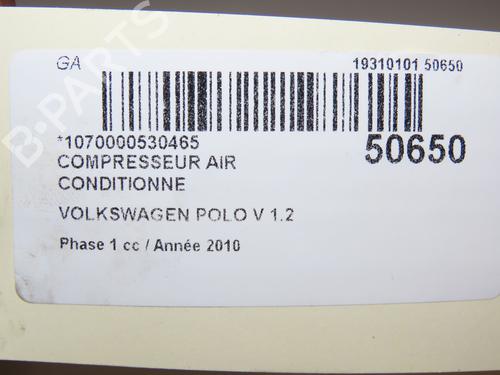 GA
19310101 50650
*1070000530465
50650
COMPRESSEUR AIR
CONDITIONNE
VOLKSWAGEN POLO V 1.2
Phase 1 cc / Année 2010
B-PARTS